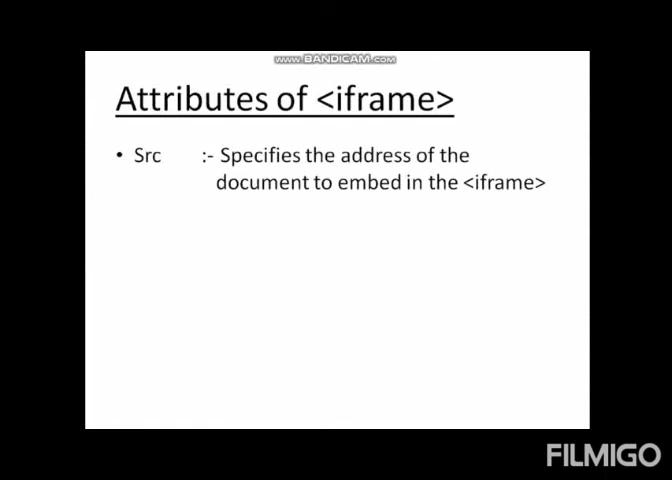 www.BANDICAM.com
Attributes of <iframe>
• Src :- Specifies the address of the
document to embed in the <iframe>
FILMIGO